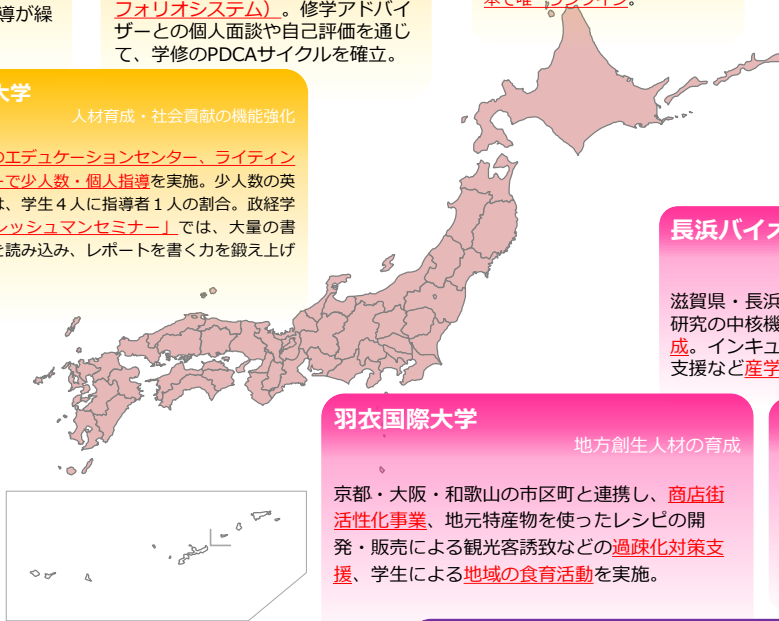 導が繰
フォリオシステム）。修学アドバイ
ザーとの個人面談や自己評価を通じ
て、学修のPDCAサイクルを確立。
大学
人材育成・社会貢献の機能強化
のエデュケーションセンター、ライティン
ーで少人数・個人指導を実施。少人数の英
は、学生４人に指導者１人の割合。政経学
レッシュマンセミナー」では、大量の書
を読み込み、レポートを書く力を鍛え上げ
長浜バイオ
滋賀県・長浜
研究の中核機
成。インキュ
支援など産学
羽衣国際大学
地方創生人材の育成
京都・大阪・和歌山の市区町と連携し、商店街
活性化事業、地元特産物を使ったレシピの開
発・販売による観光客誘致などの過疎化対策支
援、学生による地域の食育活動を実施。